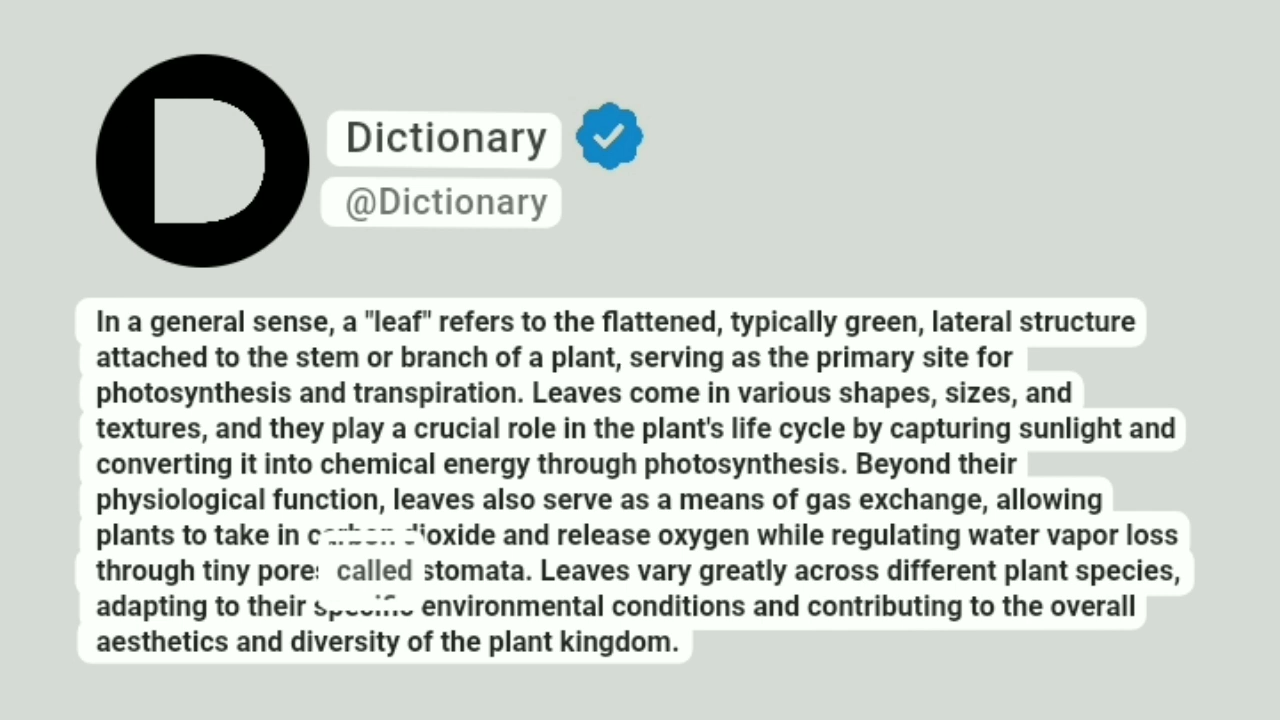 D
Dictionary
@Dictionary
In a general sense, a "leaf" refers to the flattened, typically green, lateral structure
attached to the stem or branch of a plant, serving as the primary site for
photosynthesis and transpiration. Leaves come in various shapes, sizes, and
textures, and they play a crucial role in the plant's life cycle by capturing sunlight and
converting it into chemical energy through photosynthesis. Beyond their
physiological function, leaves also serve as a means of gas exchange, allowing
plants to take in carbon dioxide and release oxygen while regulating water vapor loss
through tiny pores called stomata. Leaves vary greatly across different plant species,
adapting to their specific environmental conditions and contributing to the overall
aesthetics and diversity of the plant kingdom.